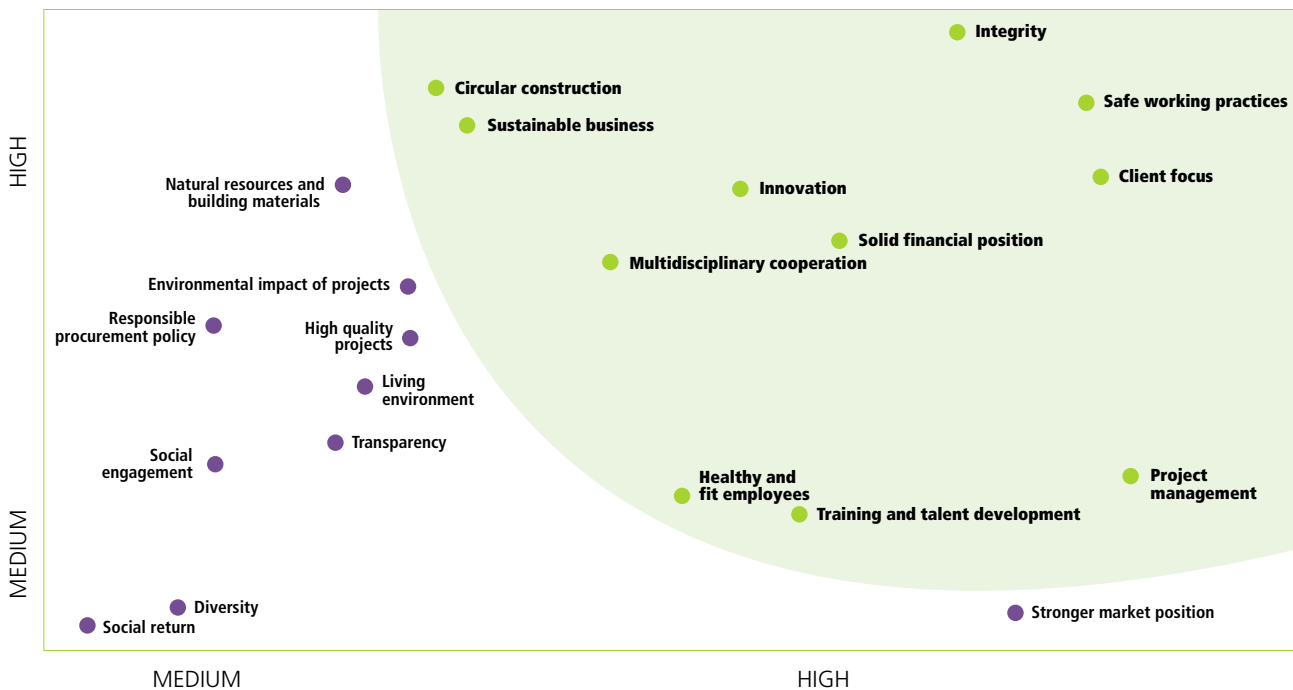 Integrity
Circular construction
Safe working practices
Sustainable business
HIGH
Natural resources and
building materials
Innovation
Client focus
Solid financial position
Multidisciplinary cooperation
Environmental impact of projects
Responsible
procurement policy
High quality
projects
Living
environment
Transparency
Social
engagement
Healthy and
fit employees
Project
management
Training and talent development
MEDIUM
Diversity
Social return
Stronger market position
MEDIUM
HIGH